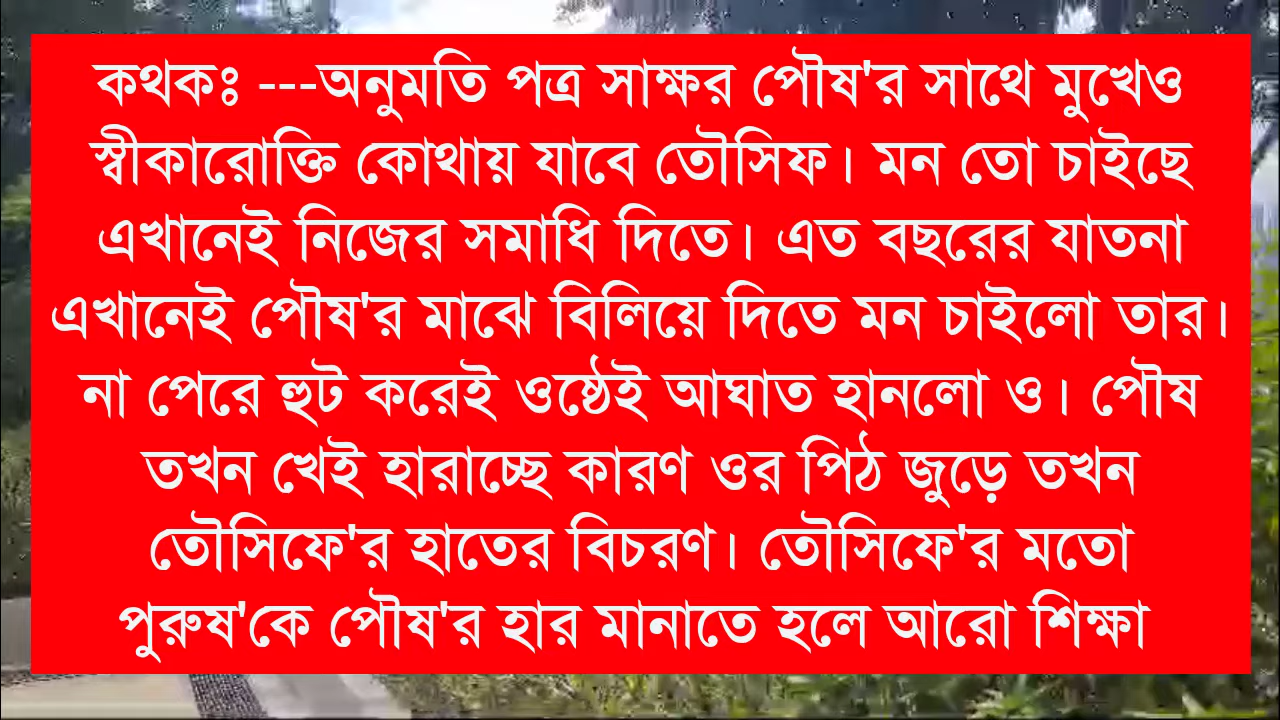 কথকঃ ---অনুমতি পত্র সাক্ষর পৌষ'র সাথে মুখেও
স্বীকারোক্তি কোথায় যাবে তৌসিফ। মন তো চাইছে
এখানেই নিজের সমাধি দিতে। এত বছরের যাতনা
এখানেই পৌষ'র মাঝে বিলিয়ে দিতে মন চাইলো তার।
না পেরে হুট করেই ওষ্ঠেই আঘাত হানলো ও। পৌষ
তখন খেই হারাচ্ছে কারণ ওর পিঠ জুড়ে তখন
তৌসিফে'র হাতের বিচরণ। তৌসিফে'র মতো
পুরুষ'কে পৌষ'র হার মানাতে হলে আরো শিক্ষা